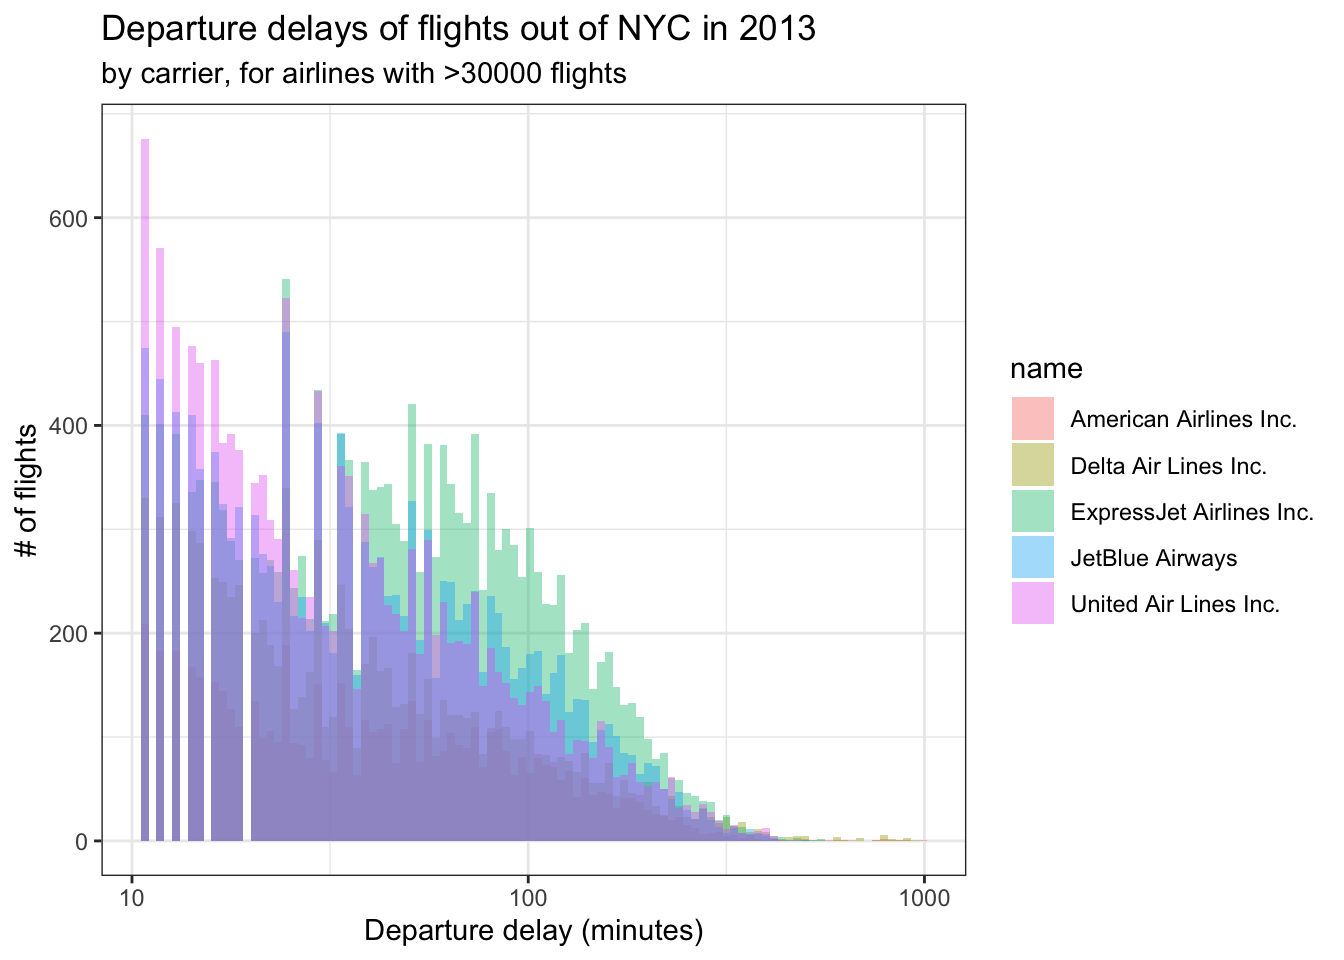 Departure delays of flights out of NYC in 2013
by carrier, for airlines with >30000 flights
# of flights
600
400
200
0
10
100
1000
Departure delay (minutes)
name
American Airlines Inc.
Delta Air Lines Inc.
ExpressJet Airlines Inc.
JetBlue Airways
United Air Lines Inc.